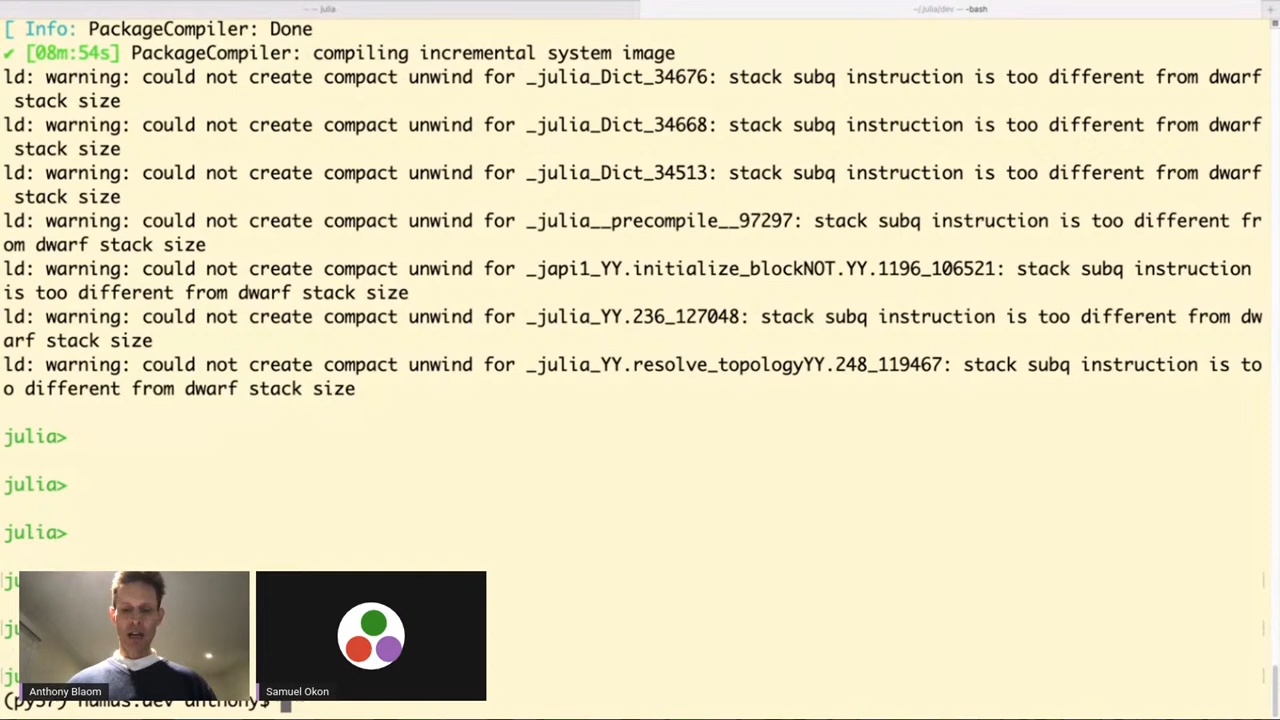 julia
~/julia/dev — -bash
[ Info: PackageCompiler: Done
✔ [08m:54s] PackageCompiler: compiling incremental system image
ld: warning: could not create compact unwind for _julia_Dict_34676: stack subq instruction is too different from dwarf
 stack size
ld: warning: could not create compact unwind for _julia_Dict_34668: stack subq instruction is too different from dwarf
 stack size
ld: warning: could not create compact unwind for _julia_Dict_34513: stack subq instruction is too different from dwarf
 stack size
ld: warning: could not create compact unwind for _julia__precompile__97297: stack subq instruction is too different fr
om dwarf stack size
ld: warning: could not create compact unwind for _japi1_YY.initialize_blockNOT.YY.1196_106521: stack subq instruction
is too different from dwarf stack size
ld: warning: could not create compact unwind for _julia_YY.236_127048: stack subq instruction is too different from dw
arf stack size
ld: warning: could not create compact unwind for _julia_YY.resolve_topologyYY.248_119467: stack subq instruction is to
o different from dwarf stack size
julia>
julia>
julia>
Anthony Blaom
Samuel Okon
anthony$